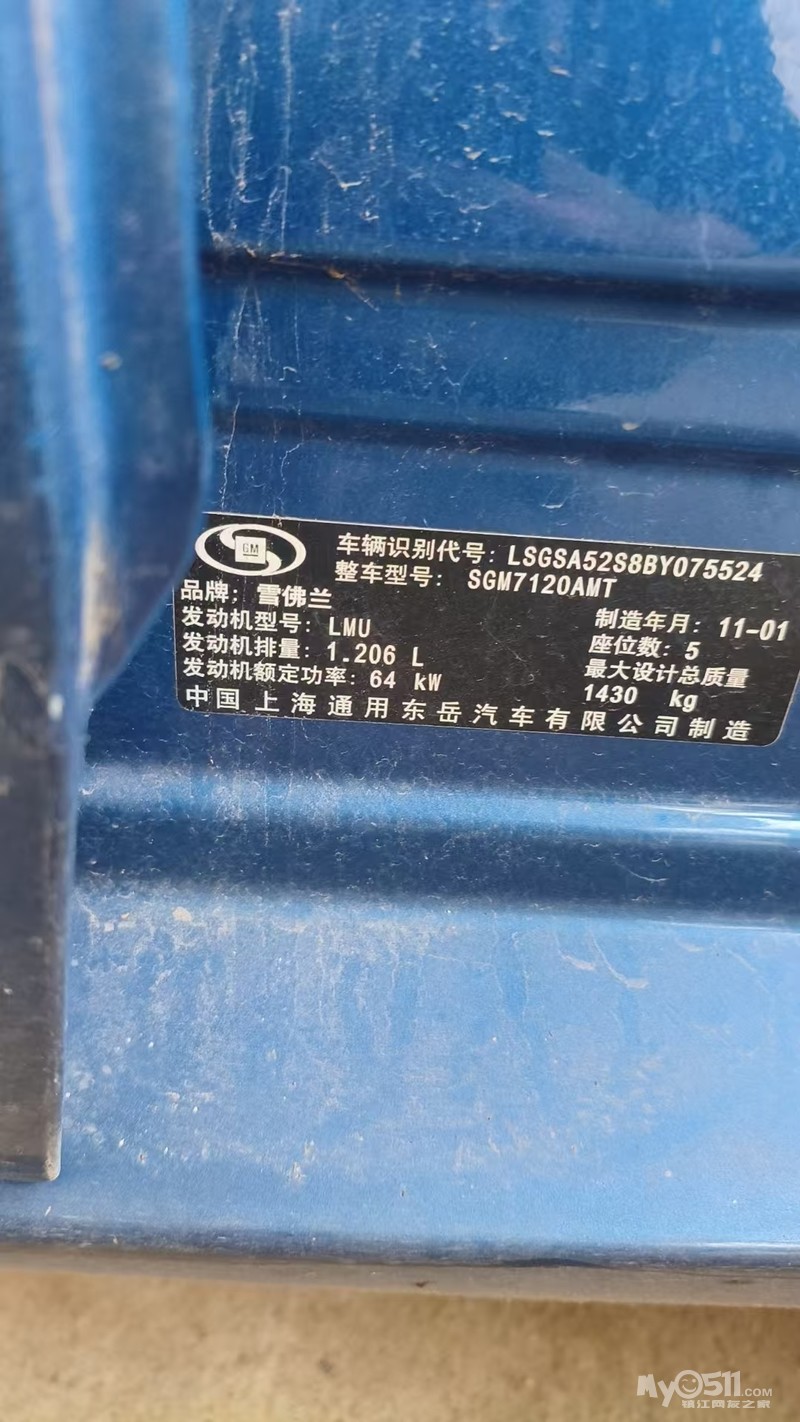 GM
车辆识别代号: LSGSA52S8BY075524
整车型号: SGM7120AMT
品牌: 雪佛兰
发动机型号: LMU
制造年月: 11-01
发动机排量: 1.206 L
座位数: 5
发动机额定功率: 64 kW
最大设计总质量
1430 kg
中国上海通用东岳汽车有限公司制造
My0511.COM
镇江网友之家